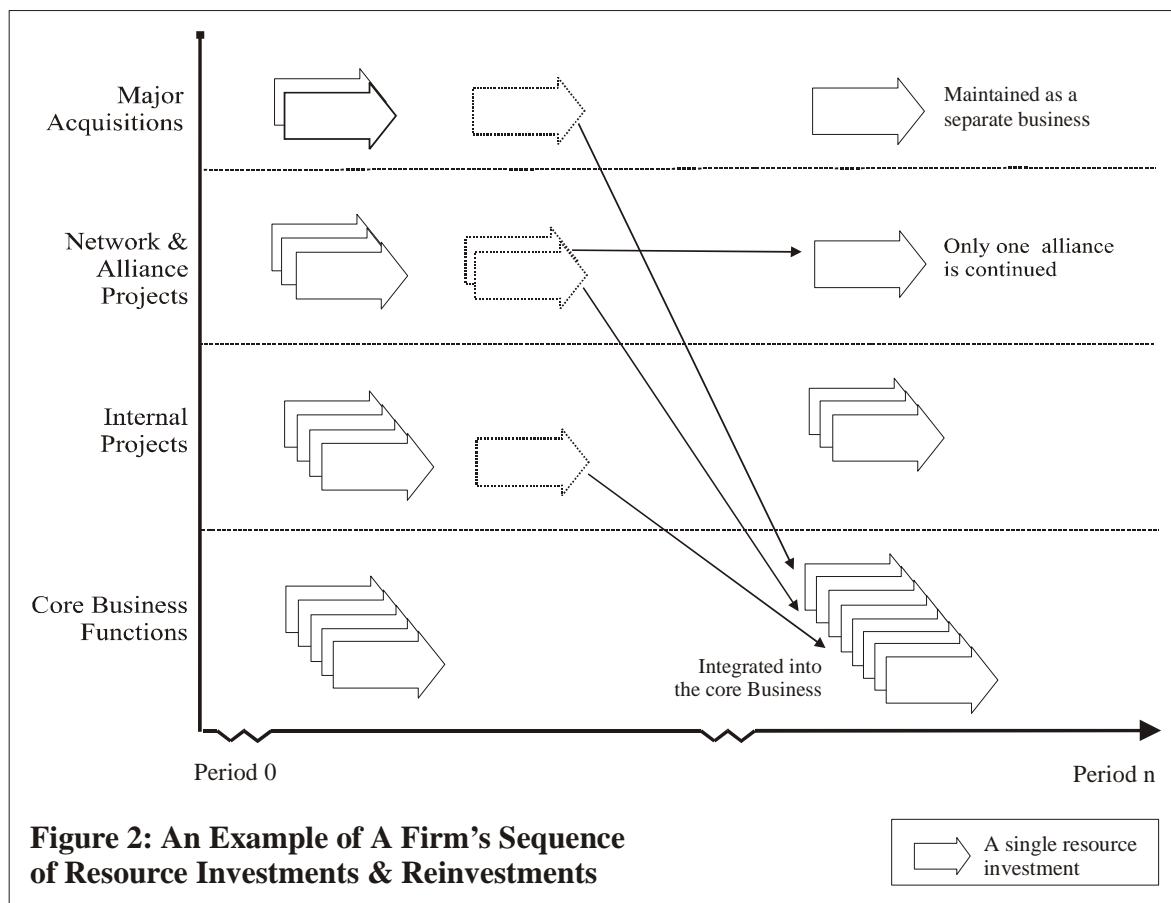 Major
Acquisitions
Maintained as a
separate business
Network &
Alliance
Projects
Only one alliance
is continued
Internal
Projects
Core Business
Functions
Integrated into
the core Business
Period 0
Period n
Figure 2: An Example of A Firm's Sequence
of Resource Investments & Reinvestments
A single resource
investment